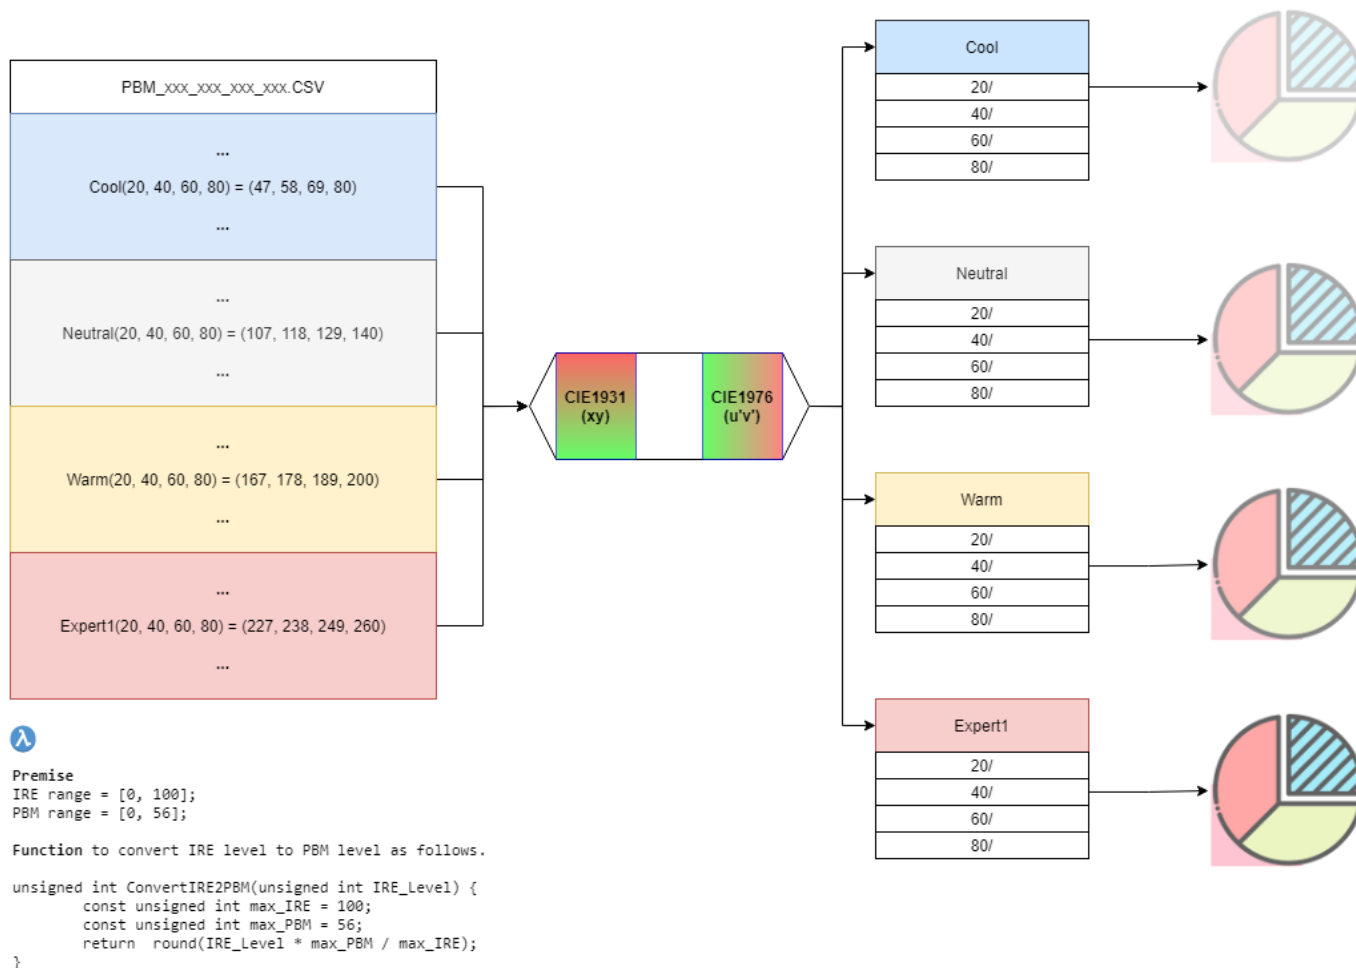 PBM_xxx_xxx_xxx_xxx.CSV
...
Cool(20, 40, 60, 80) = (47, 58, 69, 80)
...
...
Neutral(20, 40, 60, 80) = (107, 118, 129, 140)
...
...
Warm(20, 40, 60, 80) = (167, 178, 189, 200)
...
...
Expert1(20, 40, 60, 80) = (227, 238, 249, 260)
...
CIE1931
(xy)
CIE1976
(u'v')
Cool
20/
40/
60/
80/
Neutral
20/
40/
60/
80/
Warm
20/
40/
60/
80/
Expert1
20/
40/
60/
80/
λ
Premise
IRE range = [0, 100];
PBM range = [0, 56];
Function to convert IRE level to PBM level as follows.
unsigned int ConvertIRE2PBM(unsigned int IRE_Level) {
const unsigned int max_IRE = 100;
const unsigned int max_PBM = 56;
return  round(IRE_Level * max_PBM / max_IRE);
}